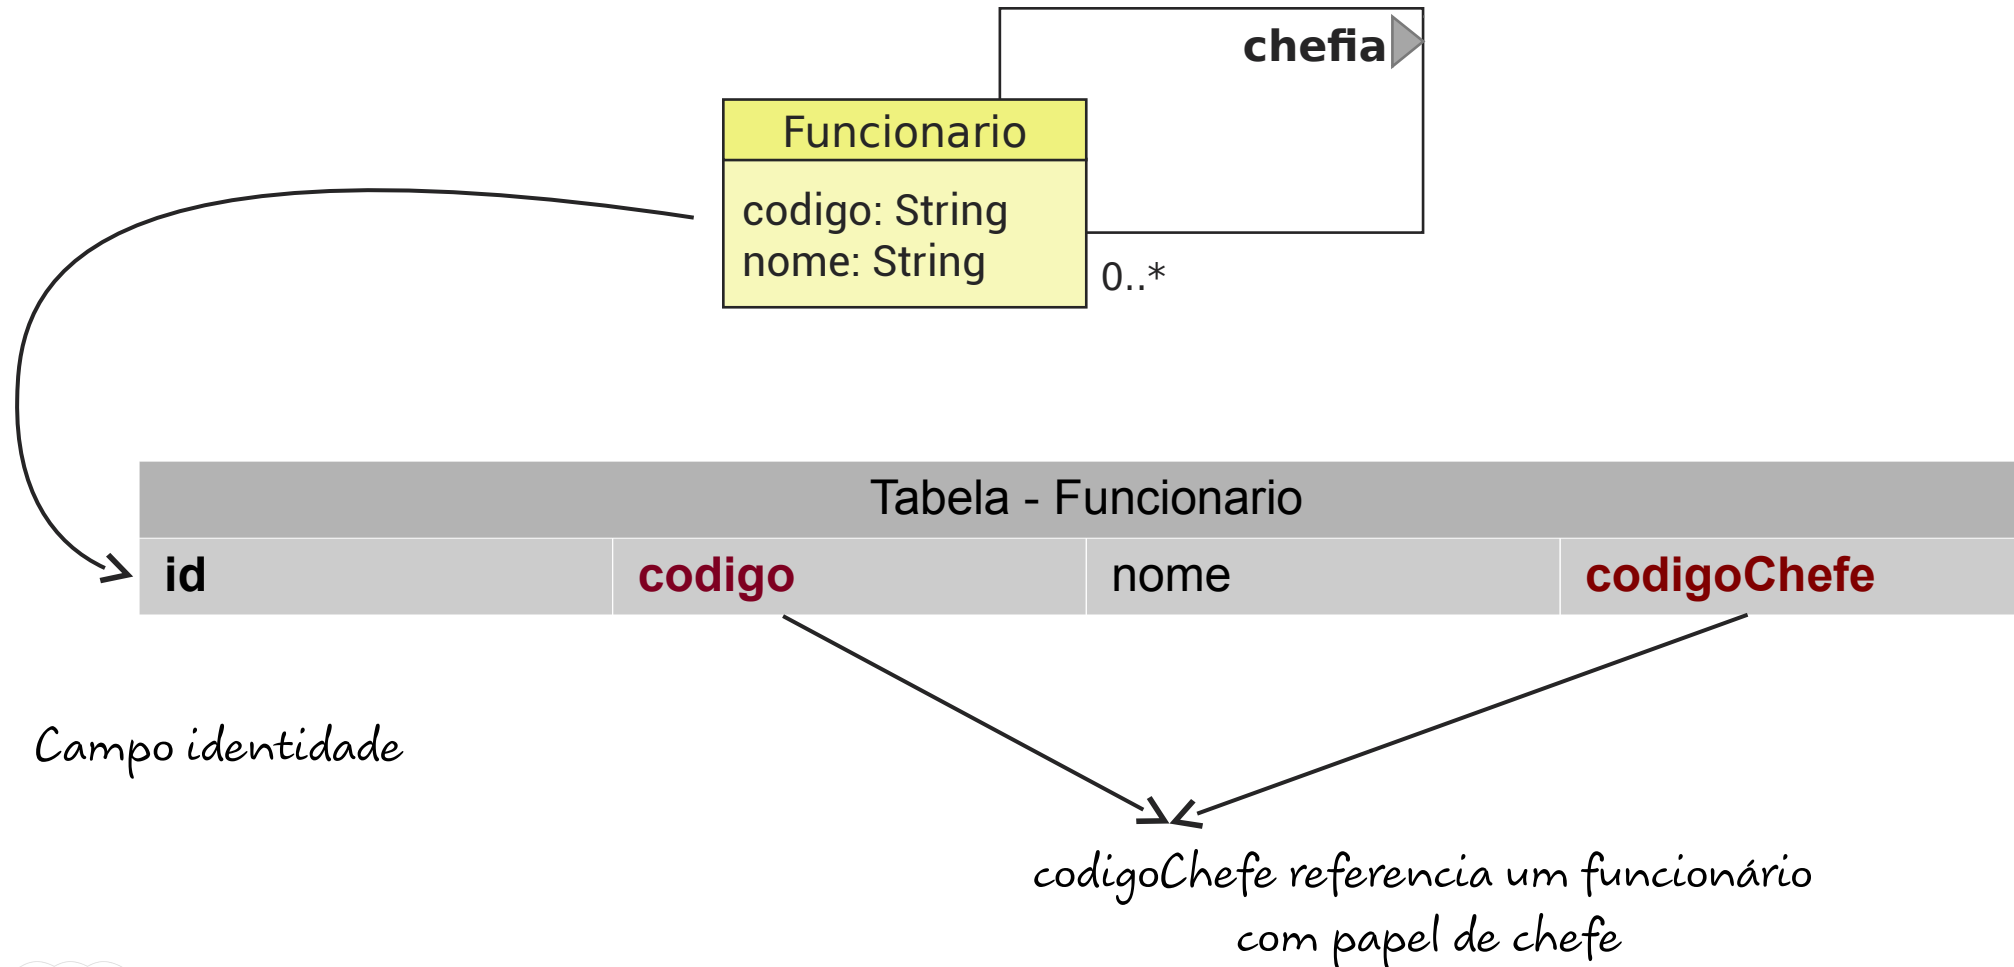 chefia
Funcionario
codigo: String
nome: String
0..*
Tabela - Funcionario
id codigo nome codigoChefe
Campo identidade
codigoChefe referencia um funcionário
com papel de chefe